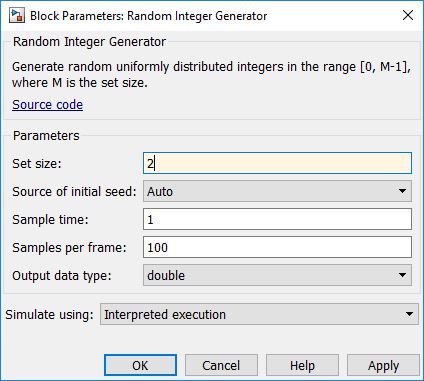 Block Parameters: Random Integer Generator
Random Integer Generator
Generate random uniformly distributed integers in the range [0, M-1],
where M is the set size.
Source code
Parameters
Set size: 2
Source of initial seed: Auto
Sample time: 1
Samples per frame: 100
Output data type: double
Simulate using: Interpreted execution
OK Cancel Help Apply